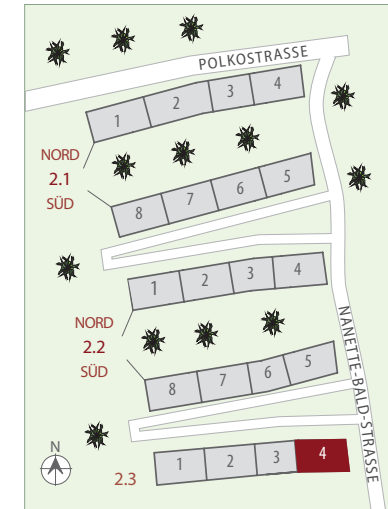 POLKOSTRASSE
1 2 3 4
NORD
2.1
SÜD
8 7 6 5
1 2 3 4
NORD
2.2
SÜD
8 7 6 5
NANETTE-BALD-STRASSE
N
2.3
1 2 3 4